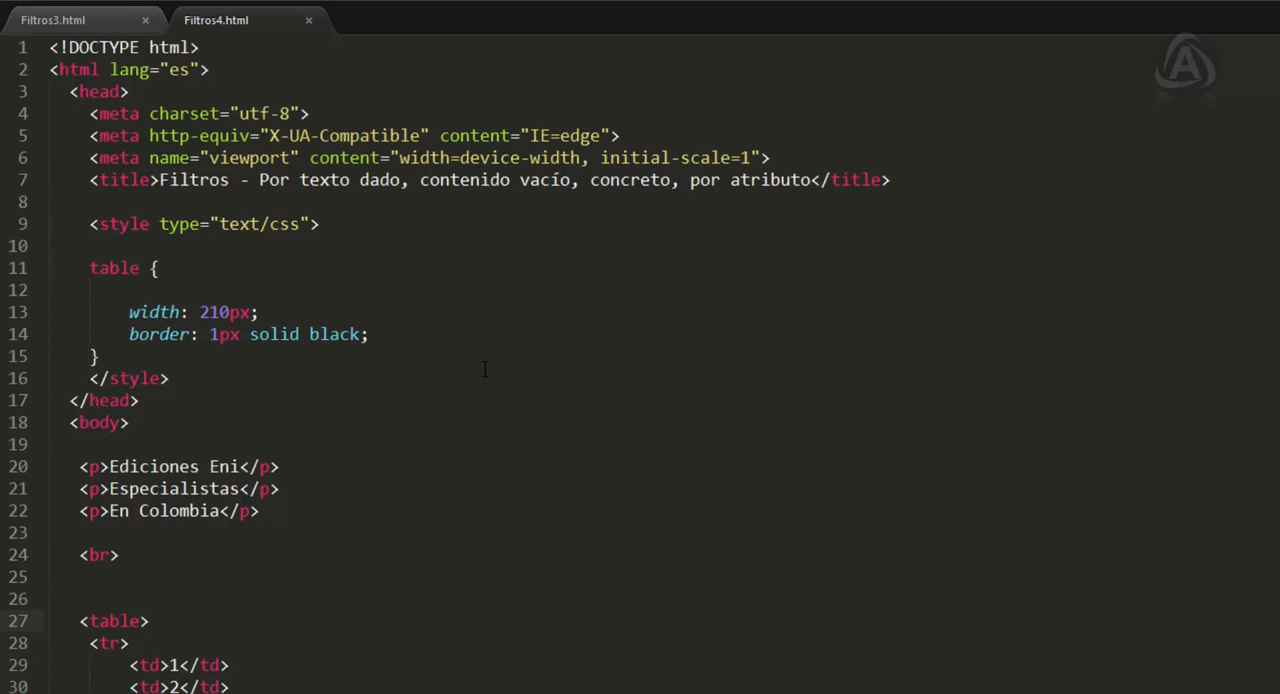 Filtros3.html × Filtros4.html ×
1 <!DOCTYPE html>
2 <html lang="es">
3 <head>
4 <meta charset="utf-8">
5 <meta http-equiv="X-UA-Compatible" content="IE=edge">
6 <meta name="viewport" content="width=device-width, initial-scale=1">
7 <title>Filtros - Por texto dado, contenido vacío, concreto, por atributo</title>
8
9 <style type="text/css">
10
11 table {
12
13 width: 210px;
14 border: 1px solid black;
15 }
16 </style>
17 </head>
18 <body>
19
20 <p>Ediciones Eni</p>
21 <p>Especialistas</p>
22 <p>En Colombia</p>
23
24 <br>
25
26
27 <table>
28 <tr>
29 <td>1</td>
30 <td>2</td>